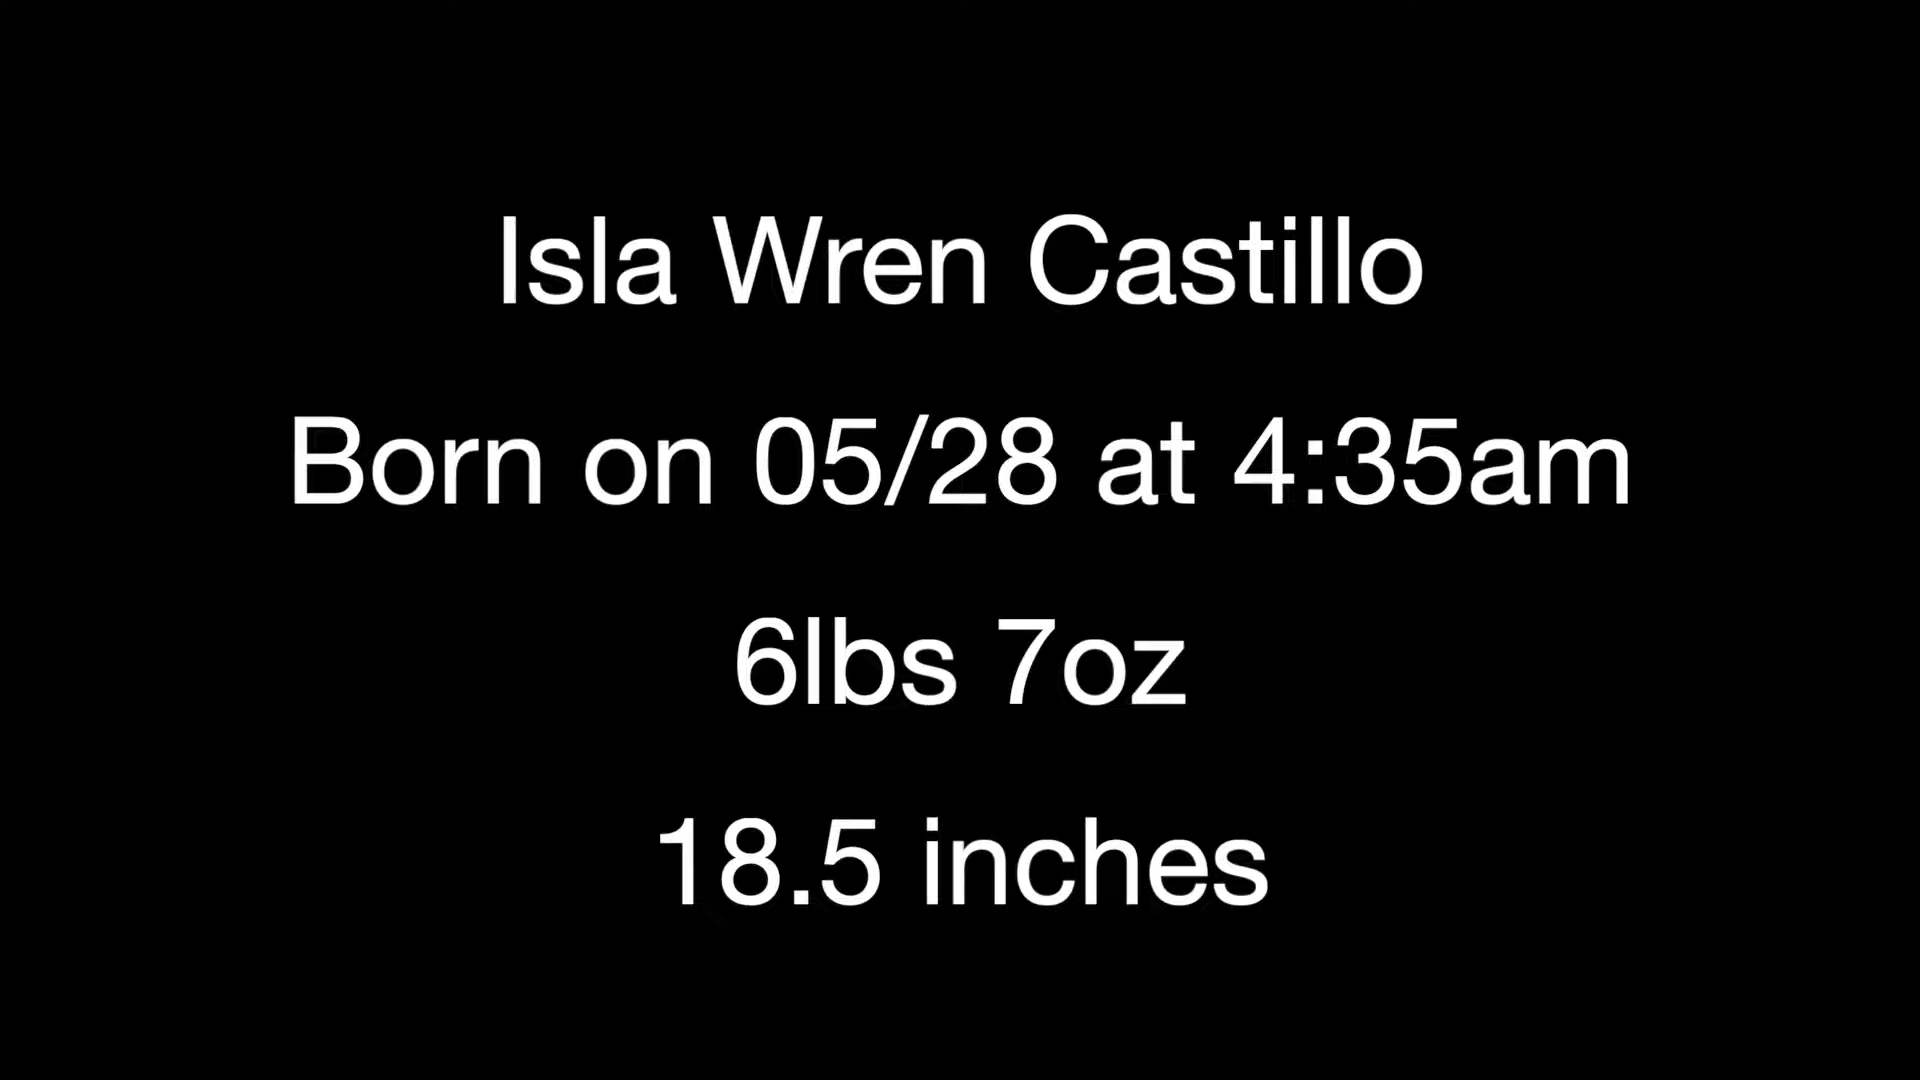 Isla Wren Castillo
Born on 05/28 at 4:35am
6lbs 7oz
18.5 inches